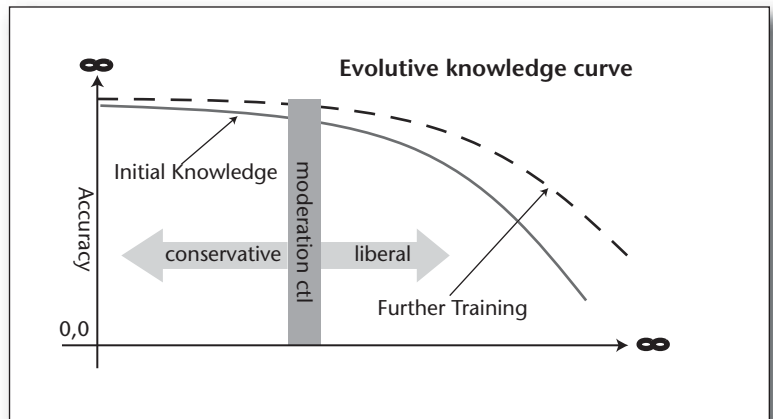 Evolutive knowledge curve
∞
Initial Knowledge
Accuracy
moderation ctl
conservative
liberal
Further Training
0,0
∞